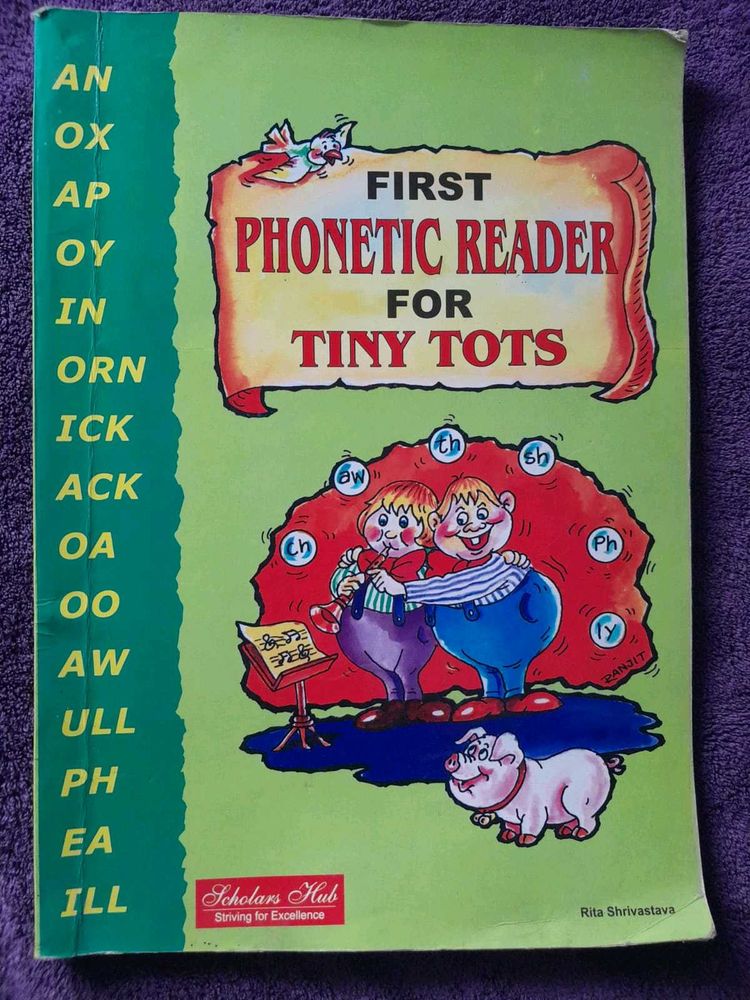 AN
OX
AP
OY
IN
ORN
ICK
ACK
OA
OO
AW
ULL
PH
EA
ILL
FIRST
PHONETIC READER
FOR
TINY TOTS
th
aw
sh
ch
Ph
ly
RANJIT
Scholars Hub
Striving for Excellence
Rita Shrivastava